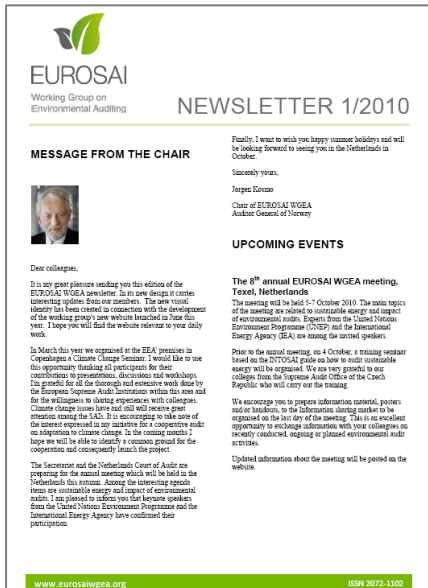 EUROSAI
Working Group on
Environmental Auditing
NEWSLETTER 1/2010
MESSAGE FROM THE CHAIR
Dear colleagues,
It is my great pleasure sending you this edition of the
EUROSAI WGEA newsletter. In its new design it carries
interesting updates from our members. The new visual
identity has been created in connection with the development
of the working group's new website launched in June this
year. I hope you will find the website relevant to your daily
work.
In March this year we organised at the EEA' premises in
Copenhagen a Climate Change Seminar. I would like to use
this opportunity thanking all participants for their
contributions to presentations, discussions and workshops.
I'm grateful for all the thorough and extensive work done by
the European Supreme Audit Institutions within this area and
for the willingness to sharing experiences with colleagues.
Climate change issues have and still will receive great
attention among the SAIs. It is encouraging to take note of
the interest expressed in my initiative for a cooperative audit
on adaptation to climate change. In the coming months I
hope we will be able to identify a common ground for the
cooperation and consequently launch the project.
The Secretariat and the Netherlands Court of Audit are
preparing for the annual meeting which will be held in the
Netherlands this autumn. Among the interesting agenda
items are sustainable energy and impact of environmental
audits. I am pleased to inform you that keynote speakers
from the United Nations Environment Programme and the
International Energy Agency have confirmed their
participation.
Finally, I want to wish you happy summer holidays and will
be looking forward to seeing you in the Netherlands in
October.
Sincerely yours,
Jørgen Kosmo
Chair of EUROSAI WGEA
Auditor General of Norway
UPCOMING EVENTS
The 8th annual EUROSAI WGEA meeting,
Texel, Netherlands
The meeting will be held 5-7 October 2010. The main topics
of the meeting are related to sustainable energy and impact
of environmental audits. Experts from the United Nations
Environment Programme (UNEP) and the International
Energy Agency (IEA) are among the invited speakers.
Prior to the annual meeting, on 4 October, a training seminar
based on the INTOSAI guide on how to audit sustainable
energy will be organised. We are very grateful to our
colleges from the Supreme Audit Office of the Czech
Republic who will carry out the training.
We encourage you to prepare information material, posters
and/or handouts, to the Information sharing market to be
organised on the last day of the meeting. This is an excellent
opportunity to exchange information with your colleagues on
recently conducted, ongoing or planned environmental audit
activities.
Updated information about the meeting will be posted on the
website.
www.eurosaiwgea.org
ISSN 2072-1102